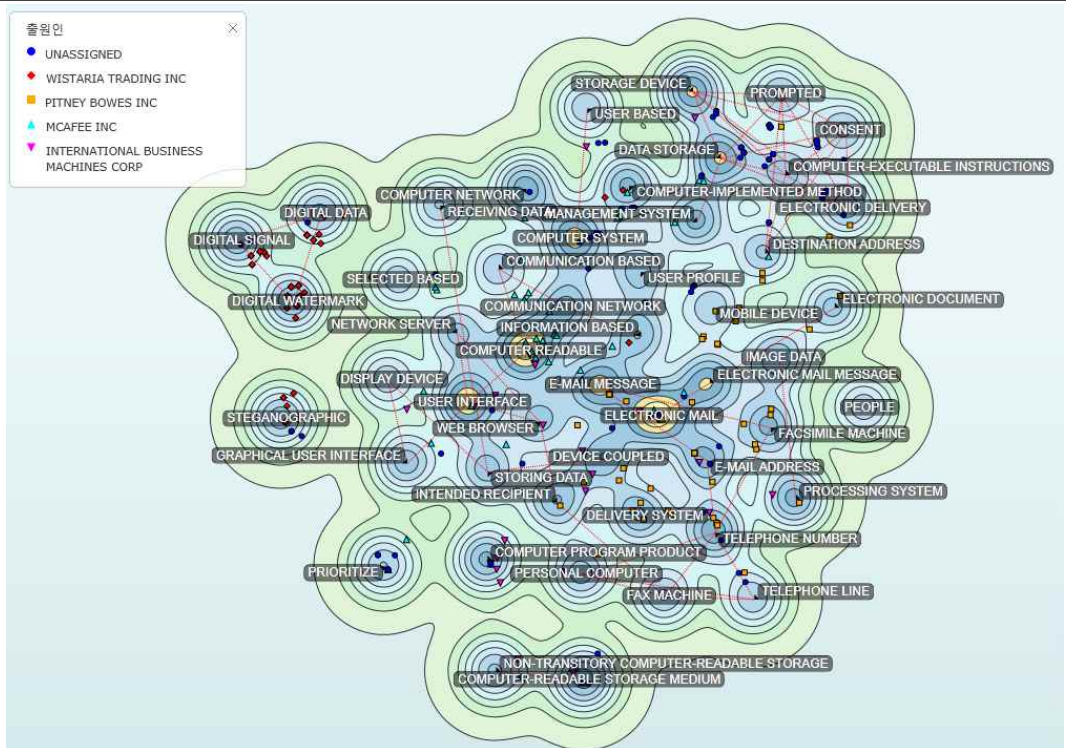 출원인
UNASSIGNED
WISTARIA TRADING INC
PITNEY BOWES INC
MCAFEE INC
INTERNATIONAL BUSINESS
MACHINES CORP
STORAGE DEVICE
PROMPTED
USER BASED
CONSENT
DATA STORAGE
COMPUTER-EXECUTABLE INSTRUCTIONS
COMPUTER NETWORK
COMPUTER-IMPLEMENTED METHOD
RECEIVING DATA
MANAGEMENT SYSTEM
ELECTRONIC DELIVERY
DIGITAL DATA
DIGITAL SIGNAL
COMPUTER SYSTEM
DESTINATION ADDRESS
COMMUNICATION BASED
SELECTED BASED
USER PROFILE
DIGITAL WATERMARK
COMMUNICATION NETWORK
ELECTRONIC DOCUMENT
MOBILE DEVICE
NETWORK SERVER
INFORMATION BASED
COMPUTER READABLE
IMAGE DATA
DISPLAY DEVICE
E-MAIL MESSAGE
ELECTRONIC MAIL MESSAGE
USER INTERFACE
PEOPLE
STEGANOGRAPHIC
ELECTRONIC MAIL
WEB BROWSER
FACSIMILE MACHINE
GRAPHICAL USER INTERFACE
DEVICE COUPLED
E-MAIL ADDRESS
STORING DATA
INTENDED RECIPIENT
PROCESSING SYSTEM
DELIVERY SYSTEM
TELEPHONE NUMBER
COMPUTER PROGRAM PRODUCT
PRIORITIZE
PERSONAL COMPUTER
TELEPHONE LINE
FAX MACHINE
NON-TRANSITORY COMPUTER-READABLE STORAGE
COMPUTER-READABLE STORAGE MEDIUM